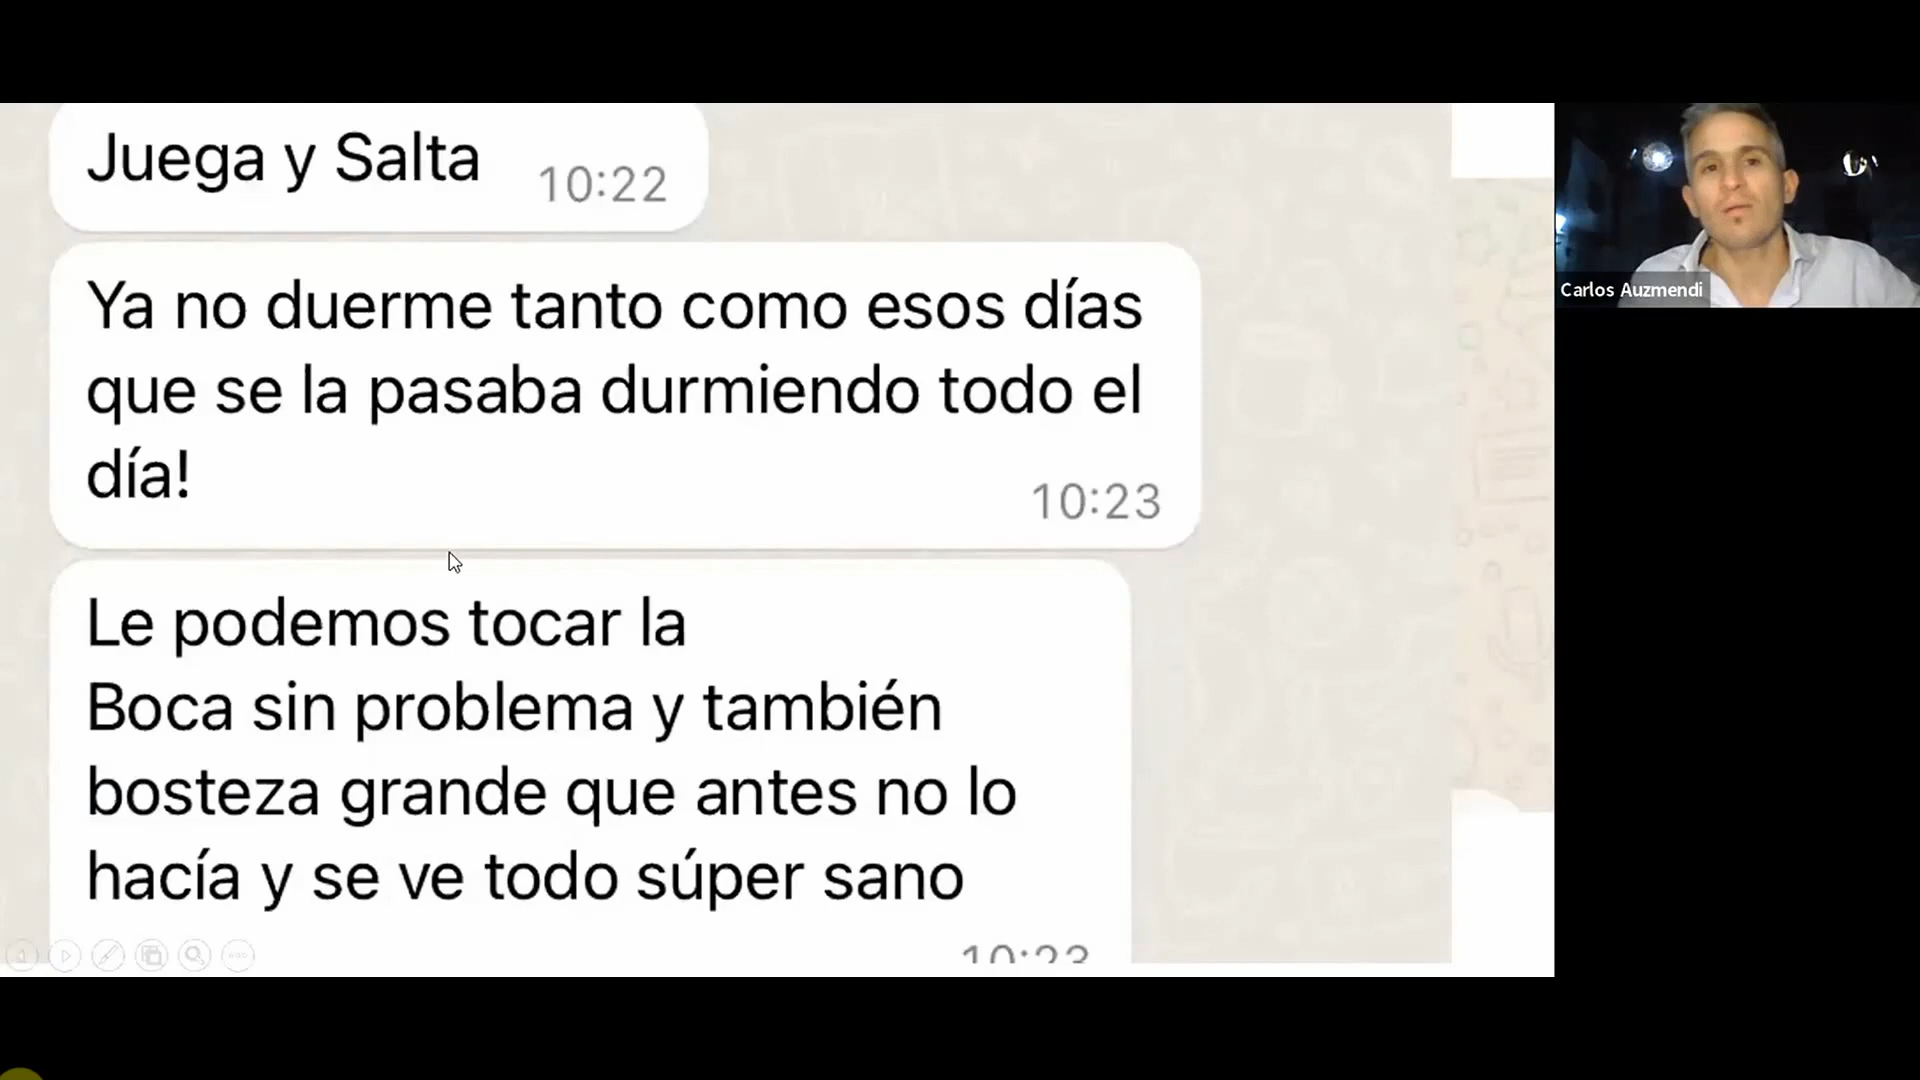 Juega y Salta
10:22
Ya no duerme tanto como esos días
que se la pasaba durmiendo todo el
día!
10:23
Le podemos tocar la
Boca sin problema y también
bosteza grande que antes no lo
hacía y se ve todo súper sano
10:23
Carlos Auzmendi